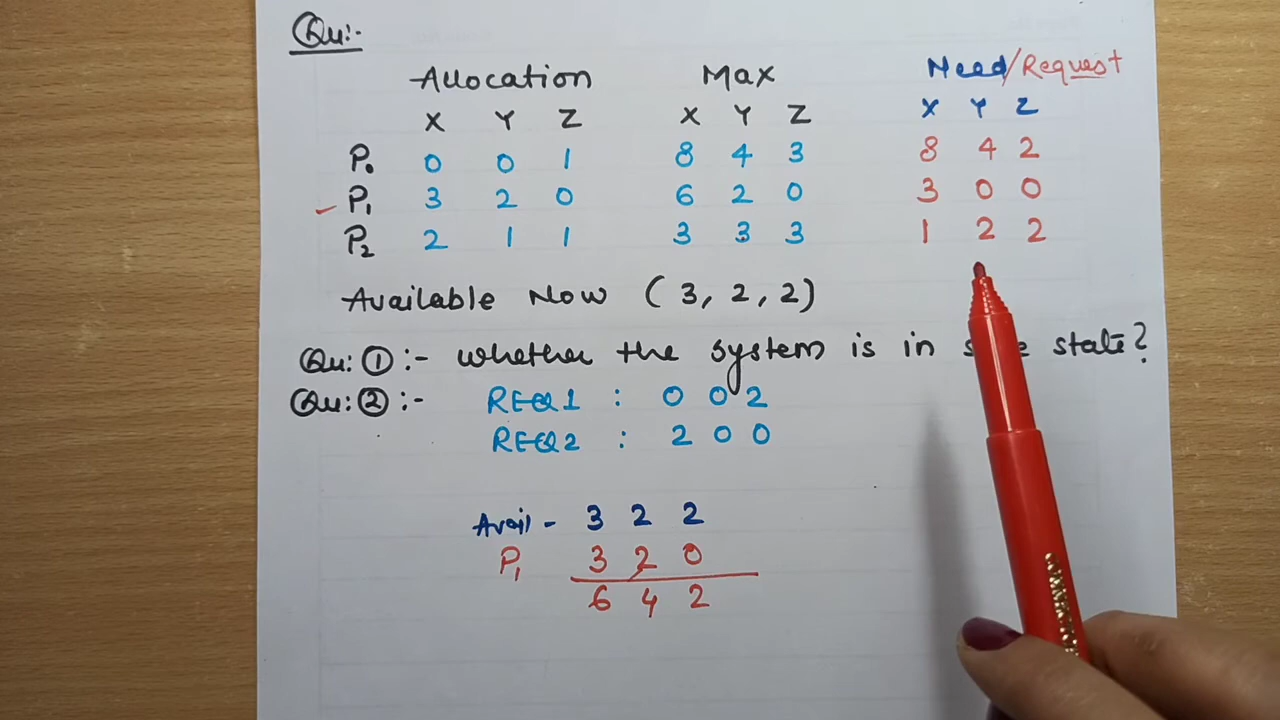 Qu:-
Allocation Max Need/Request
X Y Z X Y Z X Y Z
P0 0 0 1 8 4 3 8 4 2
P1 3 2 0 6 2 0 3 0 0
P2 2 1 1 3 3 3 1 2 2
Available Now (3, 2, 2)
Qu: ① :- whether the system is in state?
Qu: ② :- REQ1 : 0 0 2
REQ2 : 2 0 0
Avail - 3 2 2
P1 3 2 0
6 4 2